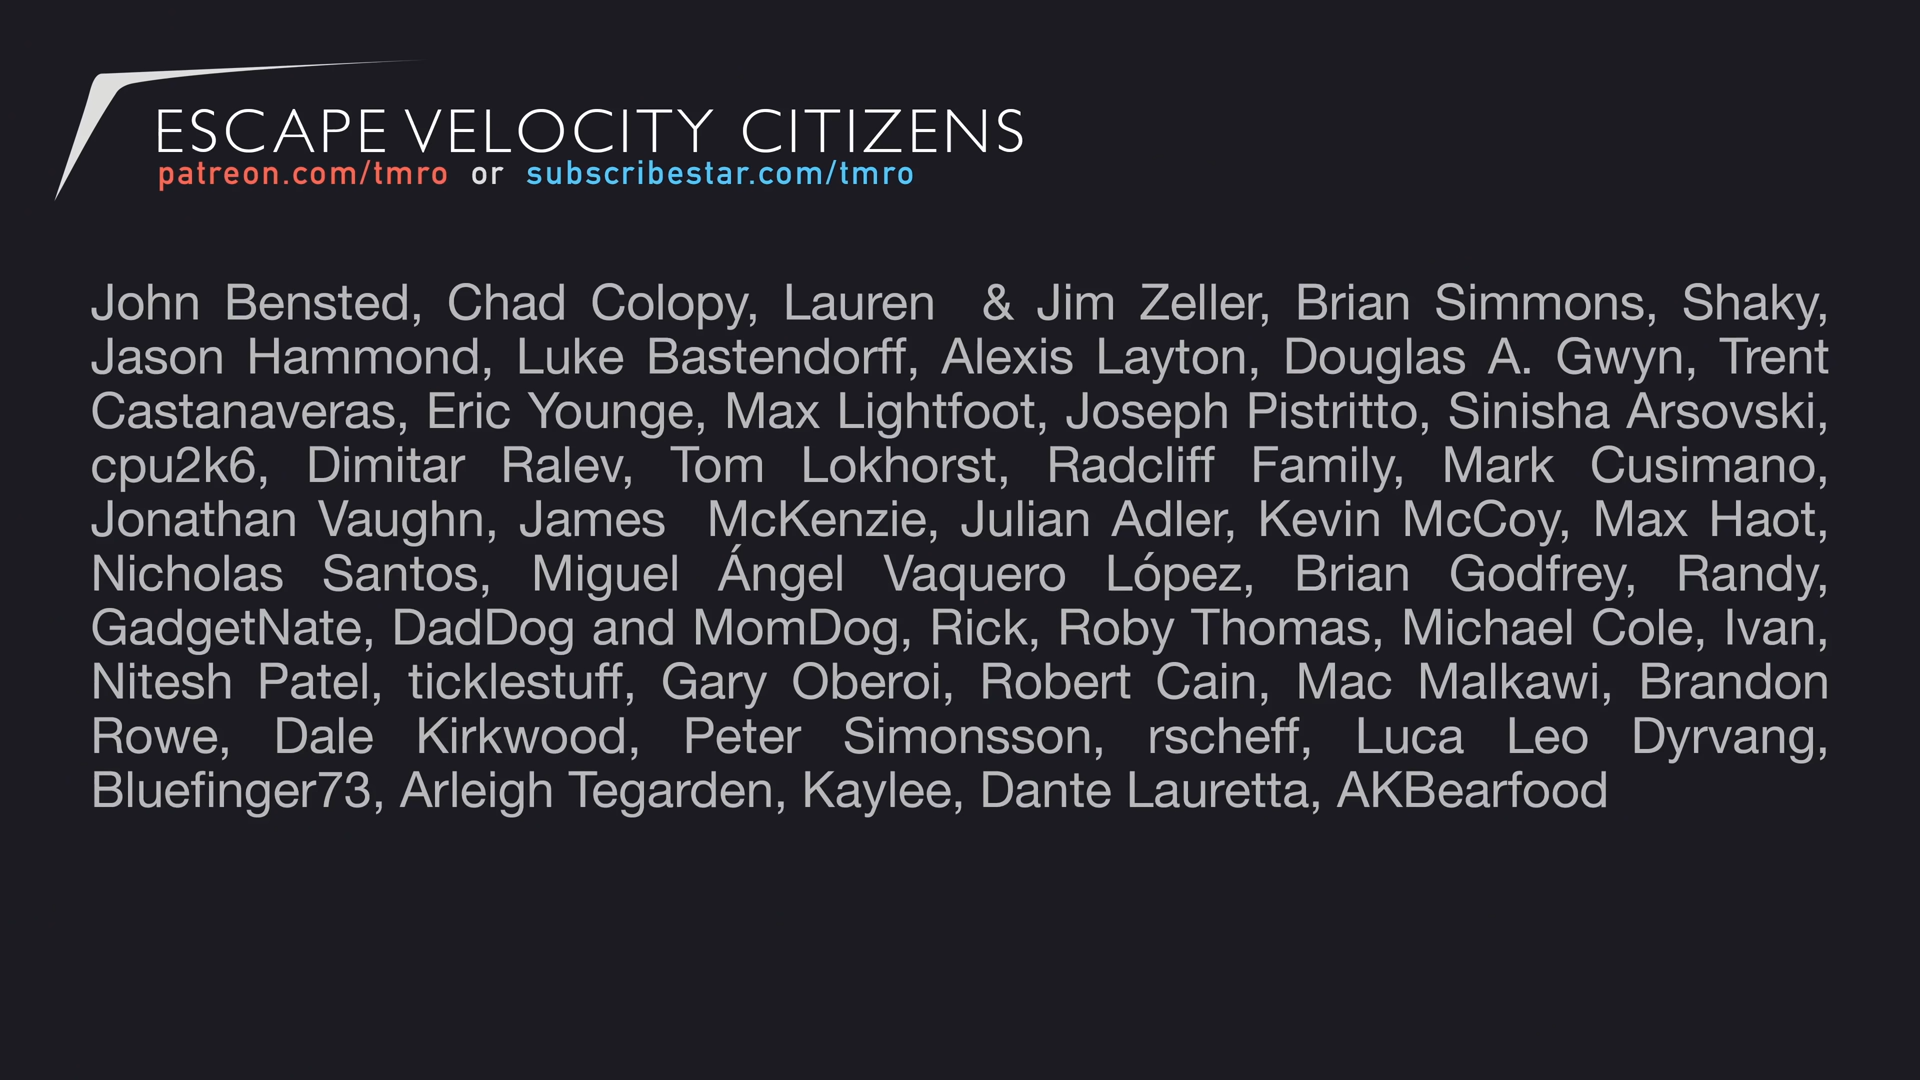 ESCAPE VELOCITY CITIZENS
patreon.com/tmro or subscribestar.com/tmro
John Bensted, Chad Colopy, Lauren & Jim Zeller, Brian Simmons, Shaky,
Jason Hammond, Luke Bastendorff, Alexis Layton, Douglas A. Gwyn, Trent
Castanaveras, Eric Younge, Max Lightfoot, Joseph Pistritto, Sinisha Arsovski,
cpu2k6, Dimitar Ralev, Tom Lokhorst, Radcliff Family, Mark Cusimano,
Jonathan Vaughn, James McKenzie, Julian Adler, Kevin McCoy, Max Haot,
Nicholas Santos, Miguel Ángel Vaquero López, Brian Godfrey, Randy,
GadgetNate, DadDog and MomDog, Rick, Roby Thomas, Michael Cole, Ivan,
Nitesh Patel, ticklestuff, Gary Oberoi, Robert Cain, Mac Malkawi, Brandon
Rowe, Dale Kirkwood, Peter Simonsson, rscheff, Luca Leo Dyrvang,
Bluefinger73, Arleigh Tegarden, Kaylee, Dante Lauretta, AKBearfood